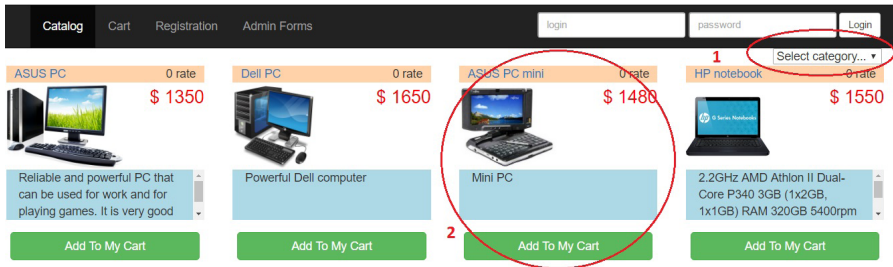 Catalog Cart Registration Admin Forms login password Login
1 Select category...
ASUS PC 0 rate Dell PC 0 rate ASUS PC mini 0 rate HP notebook 0 rate
$ 1350 $ 1650 $ 1480 $ 1550
hp G Series Notebooks
Reliable and powerful PC that Powerful Dell computer Mini PC 2.2GHz AMD Athlon II Dual-
can be used for work and for Core P340 3GB (1x2GB,
playing games. It is very good 1x1GB) RAM 320GB 5400rpm
2
Add To My Cart Add To My Cart Add To My Cart Add To My Cart